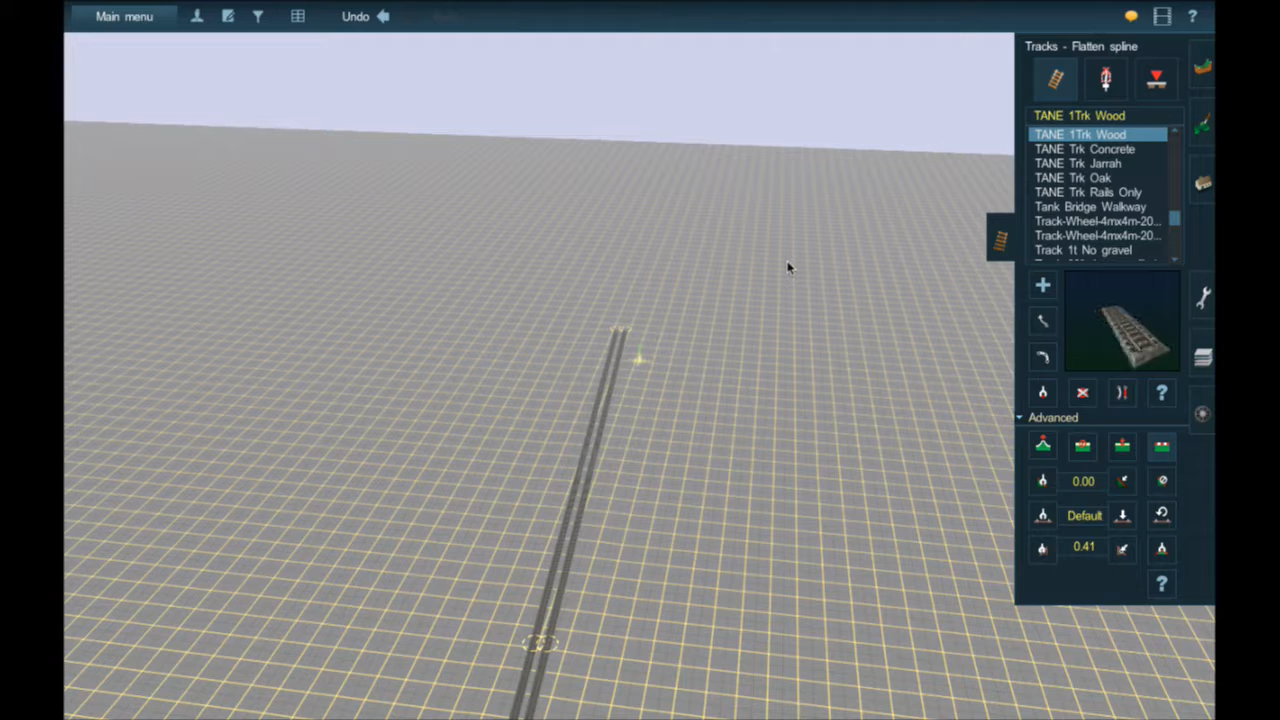 Main menu
Undo
?
Tracks - Flatten spline
TANE 1Trk Wood
TANE 1Trk Wood
TANE Trk Concrete
TANE Trk Jarrah
TANE Trk Oak
TANE Trk Rails Only
Tank Bridge Walkway
Track-Wheel-4mx4m-20...
Track-Wheel-4mx4m-20...
Track 1t No gravel
?
Advanced
0.00
Default
0.41
?